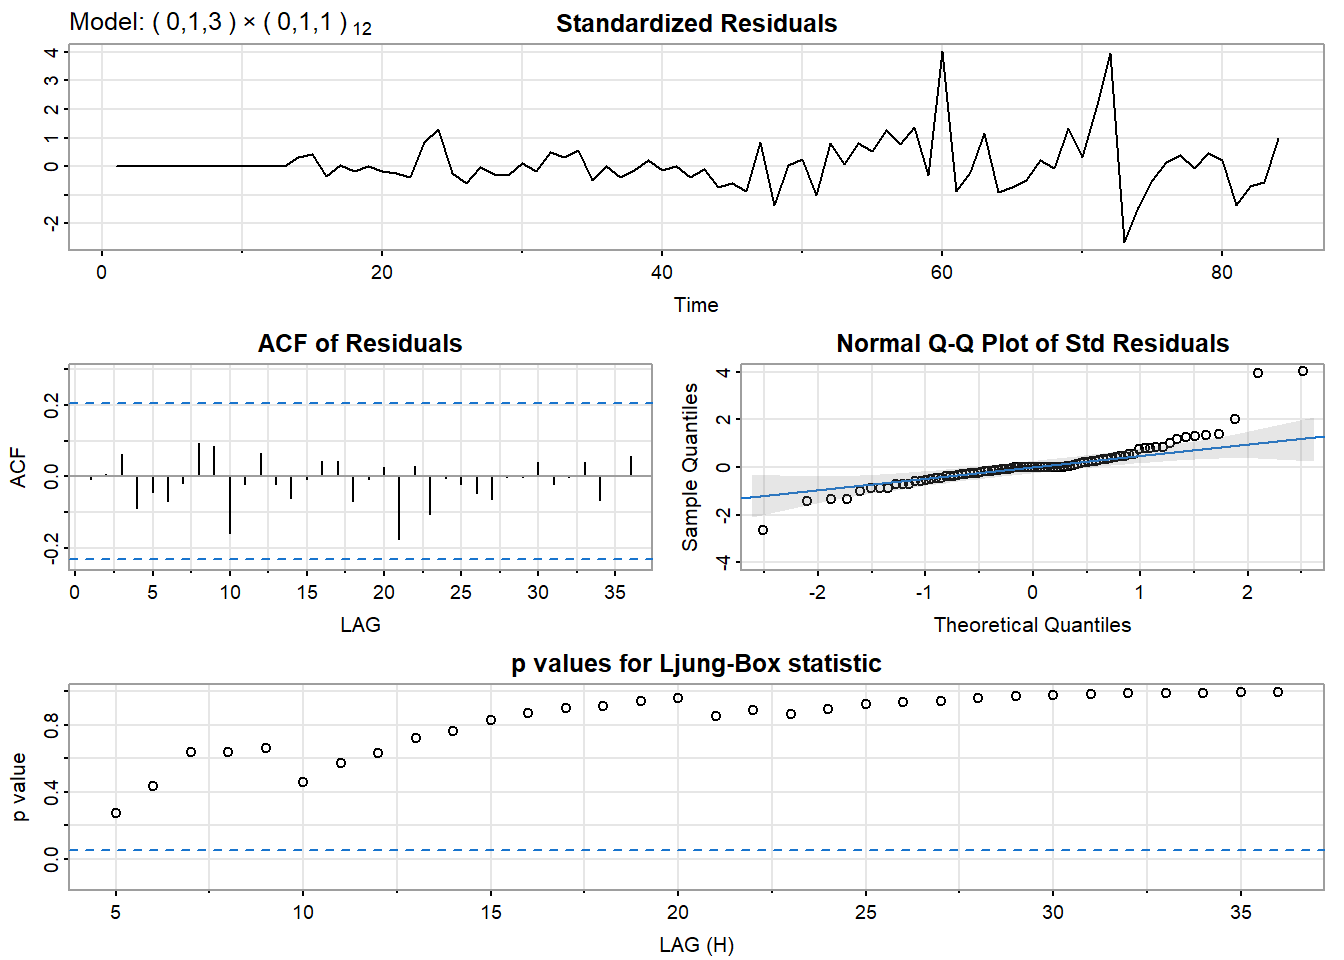 Model: ( 0,1,3 ) × ( 0,1,1 ) 12
Standardized Residuals
4
3
2
1
0
-2
0 20 40 60 80
Time
ACF of Residuals
ACF
0.2
0.0
-0.2
0 5 10 15 20 25 30 35
LAG
Normal Q-Q Plot of Std Residuals
Sample Quantiles
4
2
0
-2
-4
-2 -1 0 1 2
Theoretical Quantiles
p values for Ljung-Box statistic
p value
0.8
0.4
0.0
5 10 15 20 25 30 35
LAG (H)